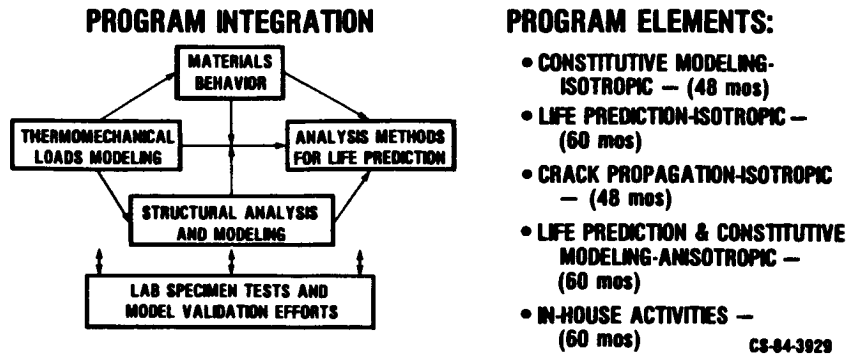 PROGRAM INTEGRATION
MATERIALS
BEHAVIOR
THERMOMECHANICAL
LOADS MODELING
ANALYSIS METHODS
FOR LIFE PREDICTION
STRUCTURAL ANALYSIS
AND MODELING
LAB SPECIMEN TESTS AND
MODEL VALIDATION EFFORTS
PROGRAM ELEMENTS:
• CONSTITUTIVE MODELING-
ISOTROPIC — (48 mos)
• LIFE PREDICTION-ISOTROPIC —
(60 mos)
• CRACK PROPAGATION-ISOTROPIC
— (48 mos)
• LIFE PREDICTION & CONSTITUTIVE
MODELING-ANISOTROPIC —
(60 mos)
• IN-HOUSE ACTIVITIES —
(60 mos)
CS-84-3929